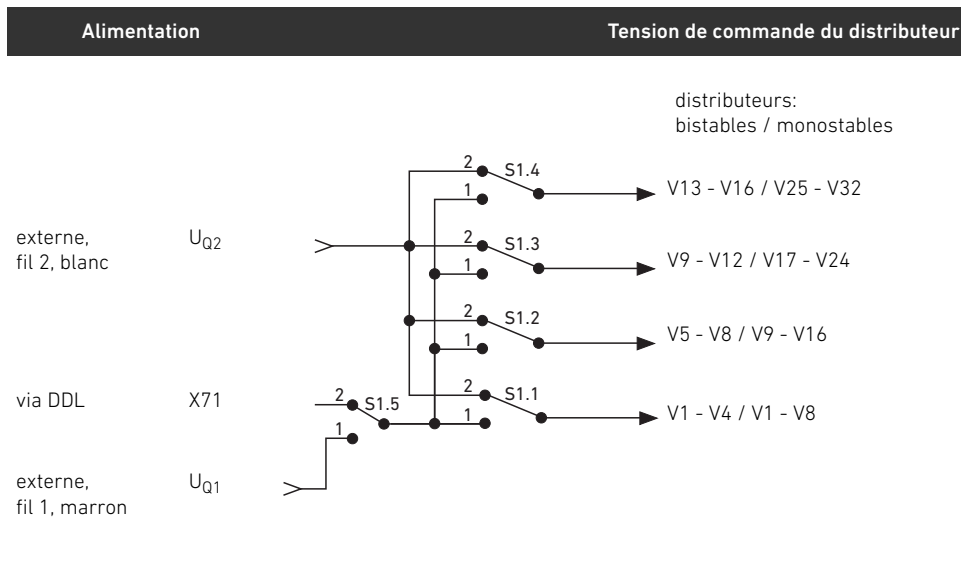 Alimentation Tension de commande du distributeur
distributeurs:
bistables / monostables
2 S1.4
1 V13 - V16 / V25 - V32
externe, U_Q2 2 S1.3
fil 2, blanc 1 V9 - V12 / V17 - V24
2 S1.2
1 V5 - V8 / V9 - V16
via DDL X71 2 S1.5 2 S1.1
1 1 V1 - V4 / V1 - V8
externe, U_Q1
fil 1, marron